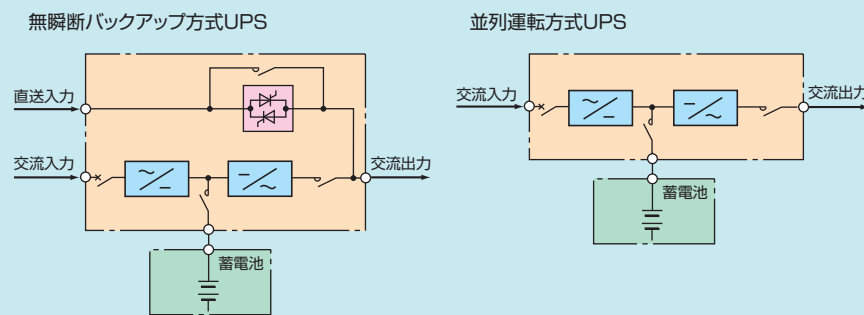 無瞬断バックアップ方式UPS
直送入力
交流入力
交流出力
蓄電池
並列運転方式UPS
交流入力
交流出力
蓄電池